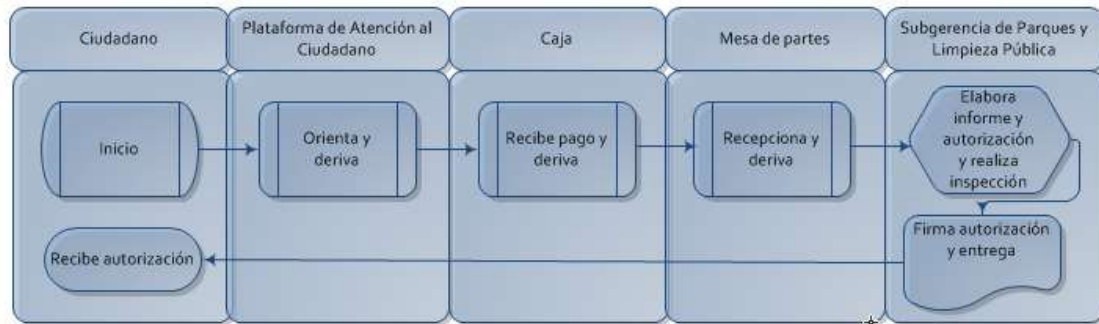 Ciudadano
Plataforma de Atención al
Ciudadano
Caja
Mesa de partes
Subgerencia de Parques y
Limpieza Pública
Inicio
Orienta y
deriva
Recibe pago y
deriva
Recepciona y
deriva
Elabora
informe y
autorización
y realiza
inspección
Firma autorización
y entrega
Recibe autorización